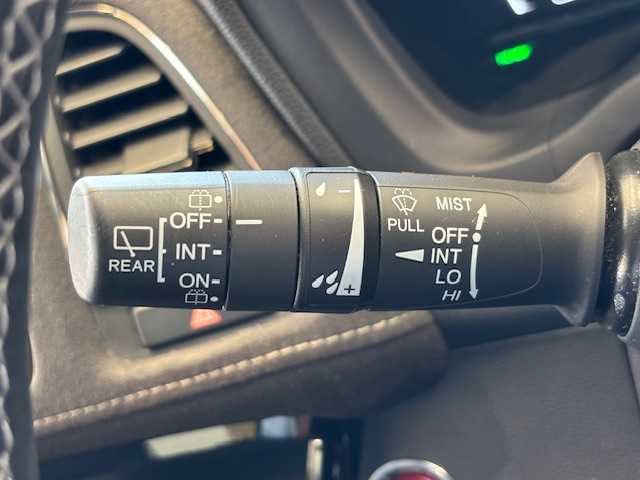 OFF
INT
ON
REAR
- 
+
PULL
MIST
OFF
INT
LO
HI